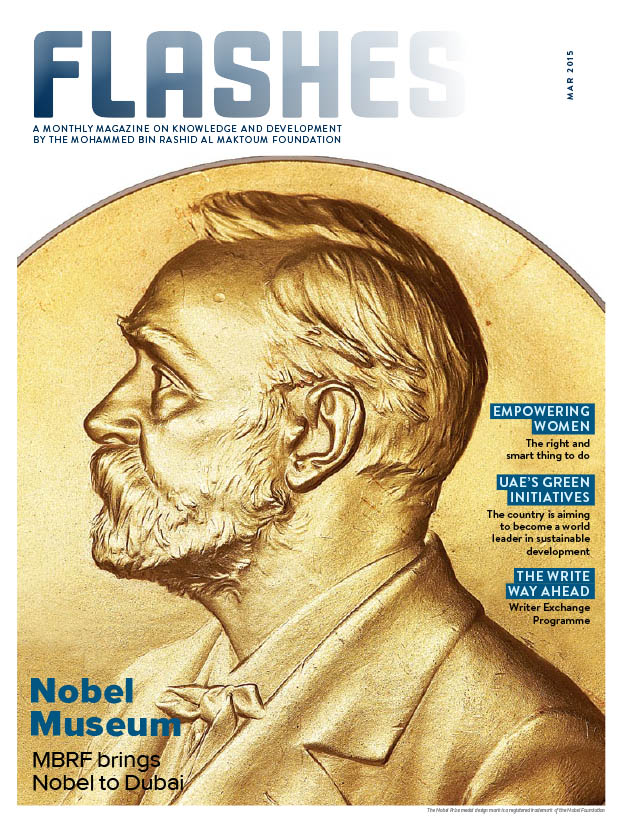 FLASHES
MAR 2015
A MONTHLY MAGAZINE ON KNOWLEDGE AND DEVELOPMENT
BY THE MOHAMMED BIN RASHID AL MAKTOUM FOUNDATION
EMPOWERING
WOMEN
The right and
smart thing to do
UAE'S GREEN
INITIATIVES
The country is aiming
to become a world
leader in sustainable
development
THE WRITE
WAY AHEAD
Writer Exchange
Programme
Nobel
Museum
MBRF brings
Nobel to Dubai
The Nobel Prize medal design mark is a registered trademark of the Nobel Foundation